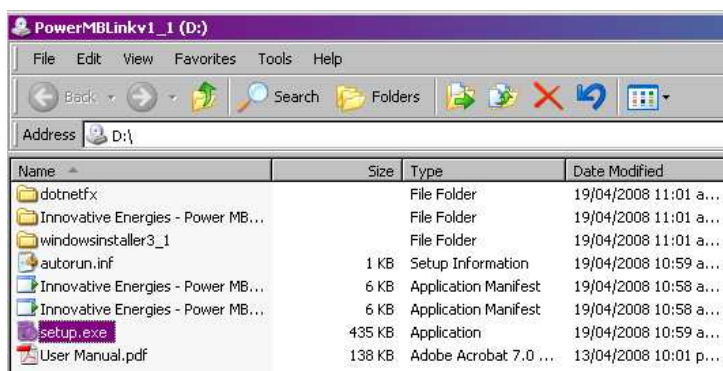 PowerMBLinkv1_1 (D:)
File Edit View Favorites Tools Help
Back Search Folders
Address D:\
Name Size Type Date Modified
dotnetfx File Folder 19/04/2008 11:01 a...
Innovative Energies - Power MB... File Folder 19/04/2008 11:01 a...
windowsinstaller3_1 File Folder 19/04/2008 11:01 a...
autorun.inf 1 KB Setup Information 19/04/2008 10:59 a...
Innovative Energies - Power MB... 6 KB Application Manifest 19/04/2008 10:58 a...
Innovative Energies - Power MB... 6 KB Application Manifest 19/04/2008 10:58 a...
setup.exe 435 KB Application 19/04/2008 10:59 a...
User Manual.pdf 138 KB Adobe Acrobat 7.0 ... 13/04/2008 10:01 p...